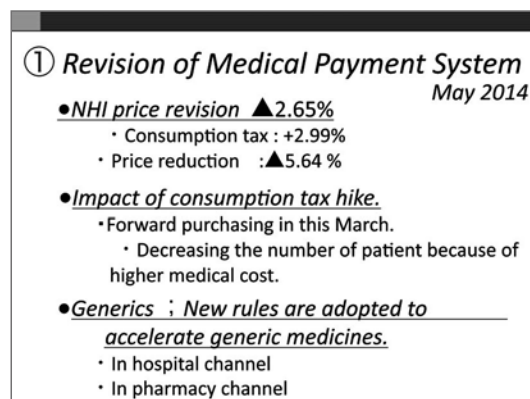 ① Revision of Medical Payment System
May 2014
●NHI price revision ▲2.65%
・Consumption tax : +2.99%
・Price reduction :▲5.64 %
●Impact of consumption tax hike.
・Forward purchasing in this March.
・Decreasing the number of patient because of
higher medical cost.
●Generics ; New rules are adopted to
accelerate generic medicines.
・In hospital channel
・In pharmacy channel